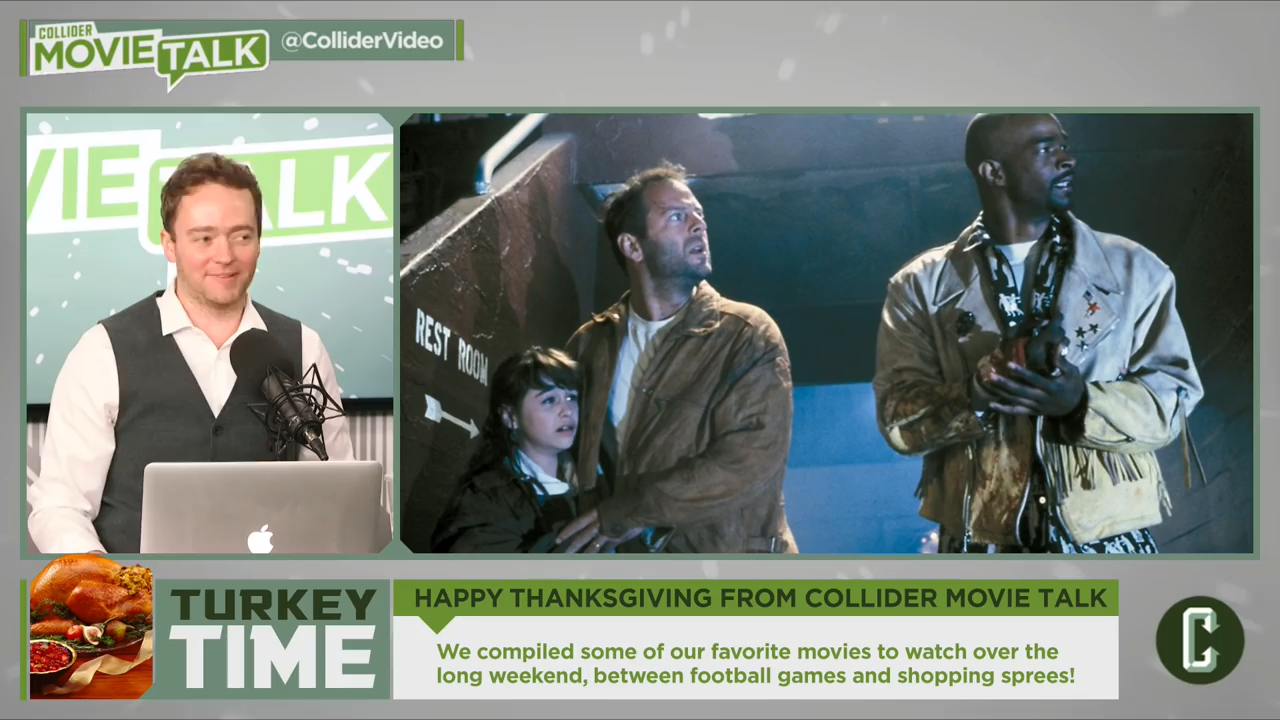 COLLIDER
MOVIE TALK
@ColliderVideo
VIE TALK
REST ROOM
TURKEY
TIME
HAPPY THANKSGIVING FROM COLLIDER MOVIE TALK
We compiled some of our favorite movies to watch over the
long weekend, between football games and shopping sprees!